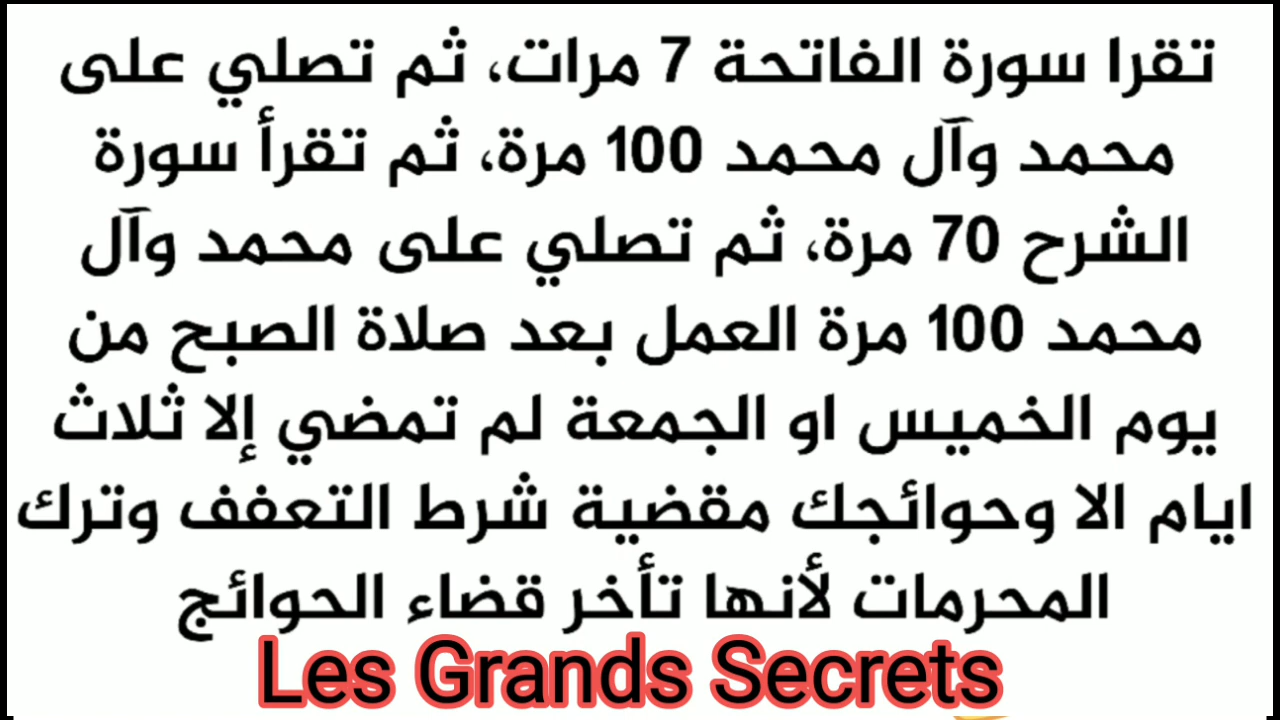 تقرا سورة الفاتحة 7 مرات، ثم تصلي على
محمد وآل محمد 100 مرة، ثم تقرأ سورة
الشرح 70 مرة، ثم تصلي على محمد وآل
محمد 100 مرة العمل بعد صلاة الصبح من
يوم الخميس او الجمعة لم تمضي إلا ثلاث
ايام الا وحوائجك مقضية شرط التعفف وترك
المحرمات لأنها تأخر قضاء الحوائج
Les Grands Secrets